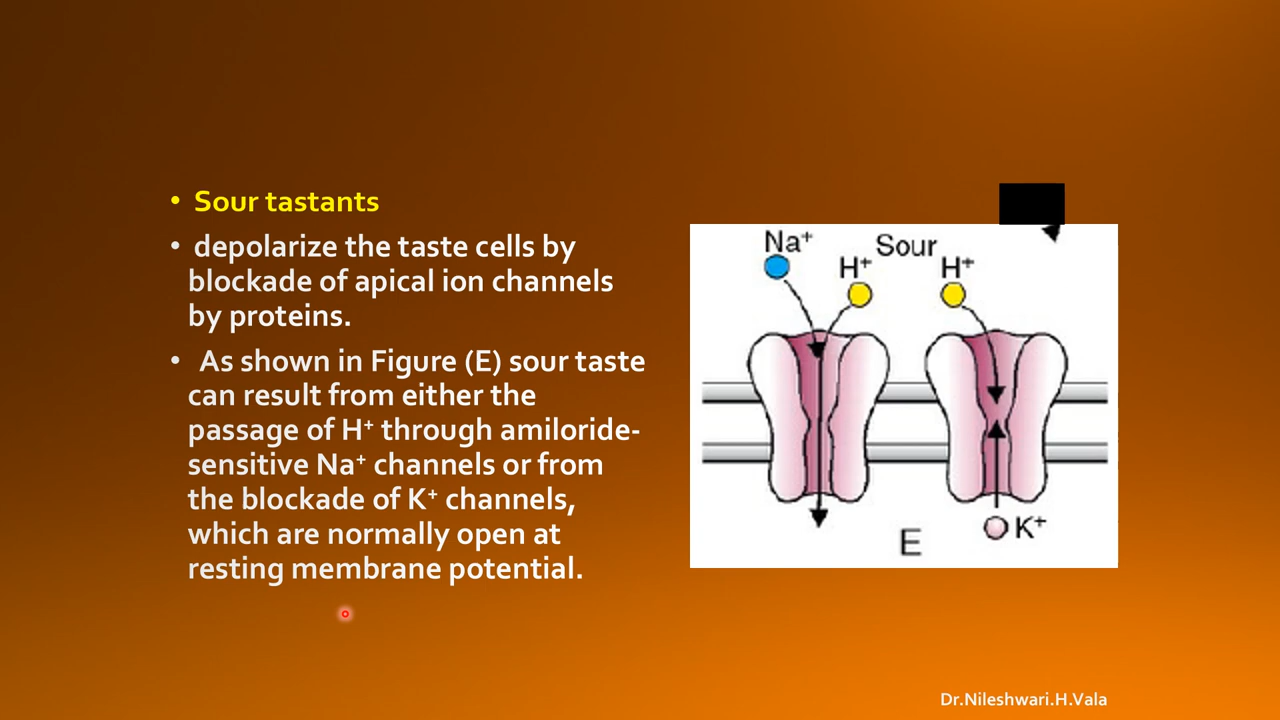 • Sour tastants
• depolarize the taste cells by
blockade of apical ion channels
by proteins.
• As shown in Figure (E) sour taste
can result from either the
passage of H⁺ through amiloride-
sensitive Na⁺ channels or from
the blockade of K⁺ channels,
which are normally open at
resting membrane potential.
Na⁺
Sour
H⁺
H⁺
K⁺
E
Dr.Nileshwari.H.Vala